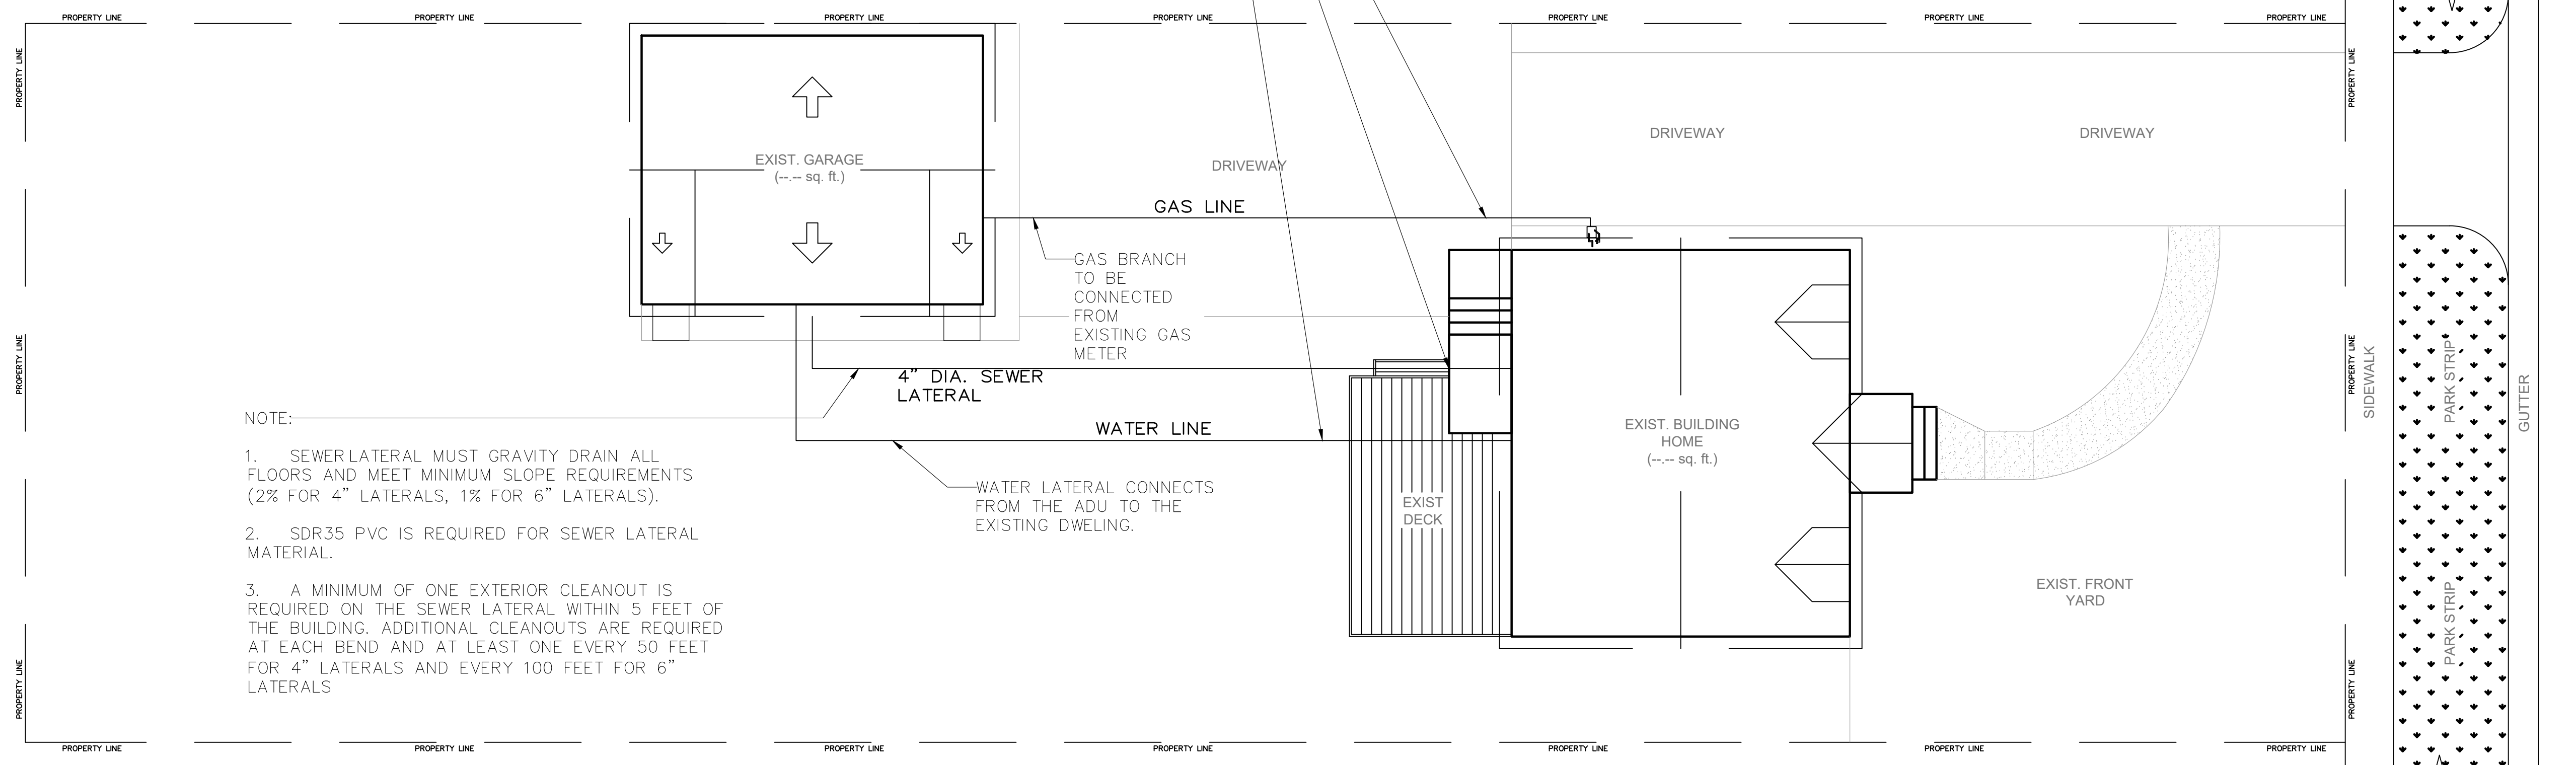 PROPERTY LINE
PROPERTY LINE
PROPERTY LINE
PROPERTY LINE
PROPERTY LINE
PROPERTY LINE
PROPERTY LINE
PROPERTY LINE
PROPERTY LINE
PROPERTY LINE
PROPERTY LINE
PROPERTY LINE
PROPERTY LINE
EXIST. GARAGE
(--.-- sq. ft.)
DRIVEWAY
DRIVEWAY
DRIVEWAY
GAS LINE
GAS BRANCH
TO BE
CONNECTED
FROM
EXISTING GAS
METER
4” DIA. SEWER
LATERAL
WATER LINE
WATER LATERAL CONNECTS
FROM THE ADU TO THE
EXISTING DWELING.
NOTE:
1. SEWER LATERAL MUST GRAVITY DRAIN ALL
FLOORS AND MEET MINIMUM SLOPE REQUIREMENTS
(2% FOR 4” LATERALS, 1% FOR 6” LATERALS).
2. SDR35 PVC IS REQUIRED FOR SEWER LATERAL
MATERIAL.
3. A MINIMUM OF ONE EXTERIOR CLEANOUT IS
REQUIRED ON THE SEWER LATERAL WITHIN 5 FEET OF
THE BUILDING. ADDITIONAL CLEANOUTS ARE REQUIRED
AT EACH BEND AND AT LEAST ONE EVERY 50 FEET
FOR 4” LATERALS AND EVERY 100 FEET FOR 6”
LATERALS
EXIST
DECK
EXIST. BUILDING
HOME
(--.-- sq. ft.)
EXIST. FRONT
YARD
SIDEWALK
PARK STRIP
PARK STRIP
GUTTER
PROPERTY LINE
PROPERTY LINE
PROPERTY LINE
PROPERTY LINE
PROPERTY LINE
PROPERTY LINE
PROPERTY LINE